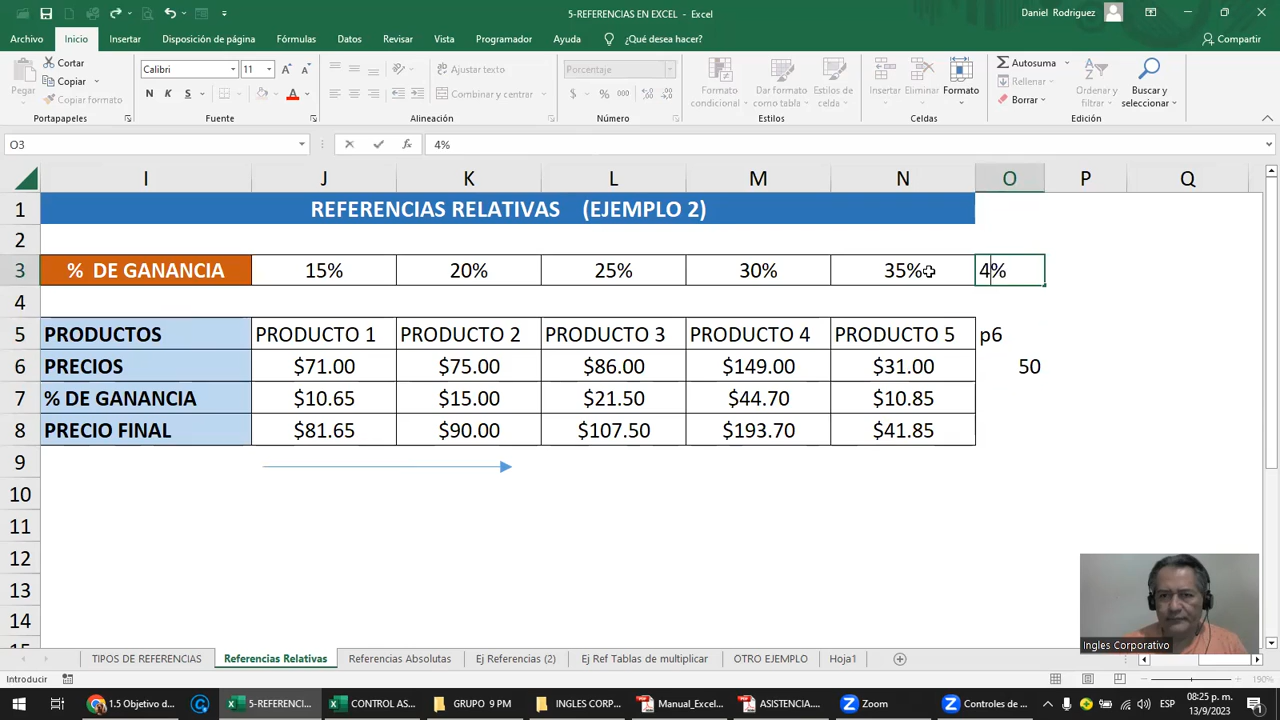 5-REFERENCIAS EN EXCEL - Excel
Daniel Rodriguez
Archivo Inicio Insertar Disposición de página Fórmulas Datos Revisar Vista Programador Ayuda ¿Qué desea hacer? Compartir
Pegar
Cortar
Copiar
Copiar formato
Portapapeles
Calibri 11
N K S
Fuente
Ajustar texto
Combinar y centrar
Alineación
Porcentaje
$ % 000
Número
Formato condicional
Dar formato como tabla
Estilos de celda
Estilos
Insertar Eliminar Formato
Celdas
Autosuma
Rellenar
Borrar
Ordenar y filtrar
Buscar y seleccionar
Edición
O3 fx 4%
I J K L M N O P Q
1 REFERENCIAS RELATIVAS (EJEMPLO 2)
2
3 % DE GANANCIA 15% 20% 25% 30% 35% 4%
4
5 PRODUCTOS PRODUCTO 1 PRODUCTO 2 PRODUCTO 3 PRODUCTO 4 PRODUCTO 5 p6
6 PRECIOS $71.00 $75.00 $86.00 $149.00 $31.00 50
7 % DE GANANCIA $10.65 $15.00 $21.50 $44.70 $10.85
8 PRECIO FINAL $81.65 $90.00 $107.50 $193.70 $41.85
9
10
11
12
13
14
Ingles Corporativo
TIPOS DE REFERENCIAS Referencias Relativas Referencias Absolutas Ej Referencias (2) Ej Ref Tablas de multiplicar OTRO EJEMPLO Hoja1
Introducir 190%
1.5 Objetivo d... 5-REFERENCI... CONTROL AS... GRUPO 9 PM INGLES CORP... Manual_Exce... ASISTENCIA.... Zoom Controles de ... ESP 08:25 p. m.
13/9/2023